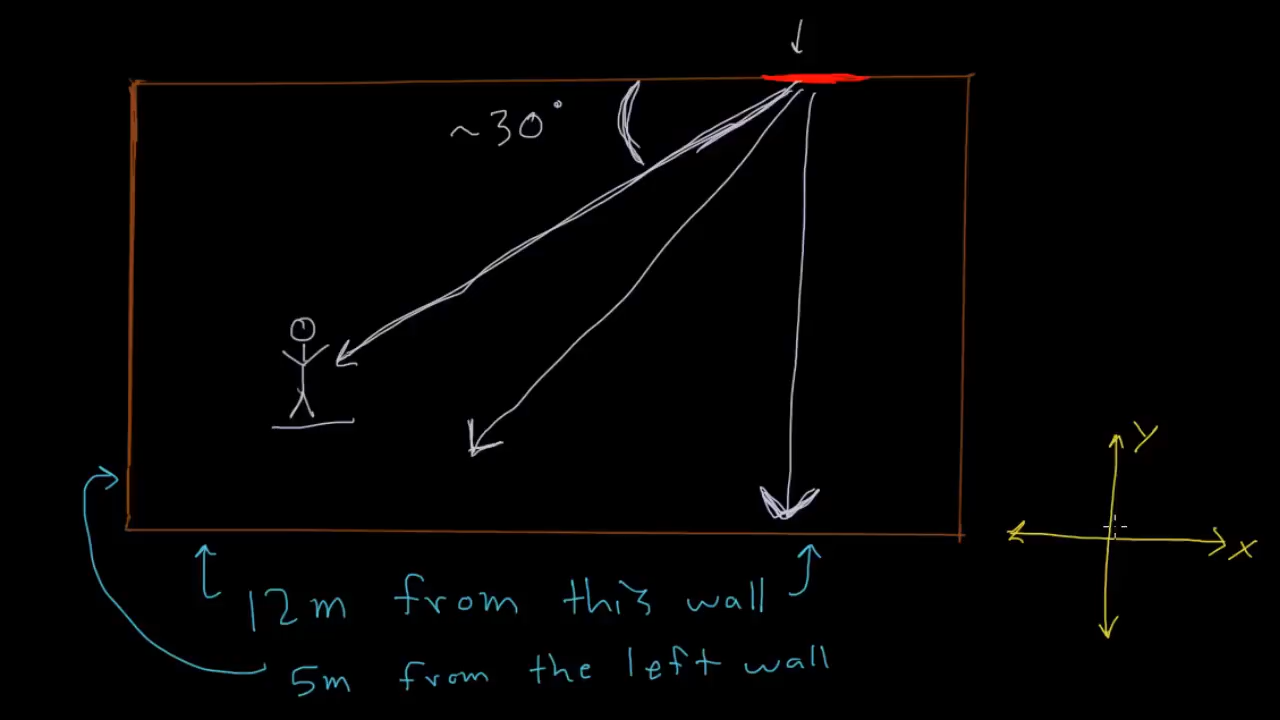 ~30°
y
x
12m from this wall
5m from the left wall